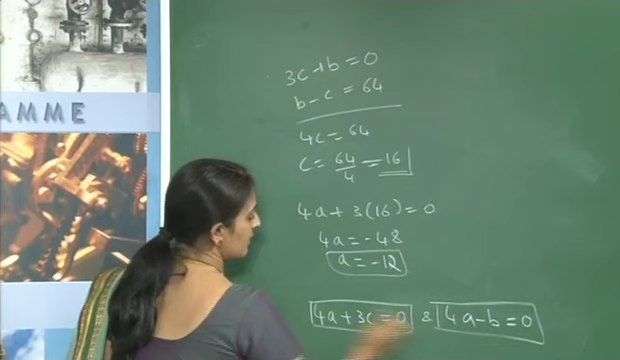 AMME
3c+b=0
b-c=64
4c=64
c=64/4=16
4a+3(16)=0
4a=-48
a=-12
4a+3c=0 & 4a-b=0